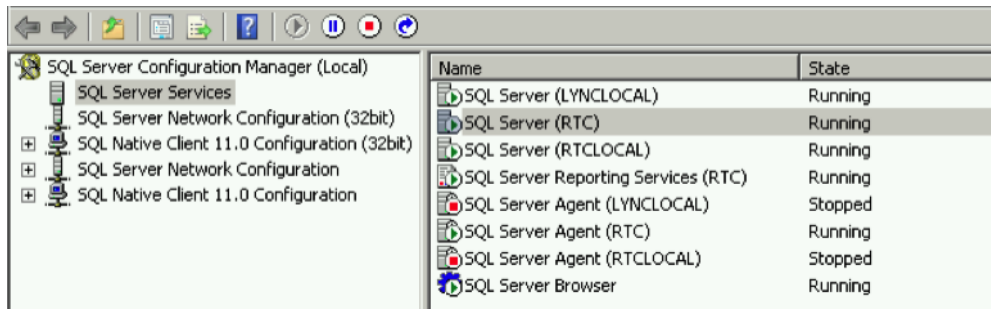 SQL Server Configuration Manager (Local)
SQL Server Services
SQL Server Network Configuration (32bit)
SQL Native Client 11.0 Configuration (32bit)
SQL Server Network Configuration
SQL Native Client 11.0 Configuration
Name State
SQL Server (LYNCLOCAL) Running
SQL Server (RTC) Running
SQL Server (RTCLOCAL) Running
SQL Server Reporting Services (RTC) Running
SQL Server Agent (LYNCLOCAL) Stopped
SQL Server Agent (RTC) Running
SQL Server Agent (RTCLOCAL) Stopped
SQL Server Browser Running